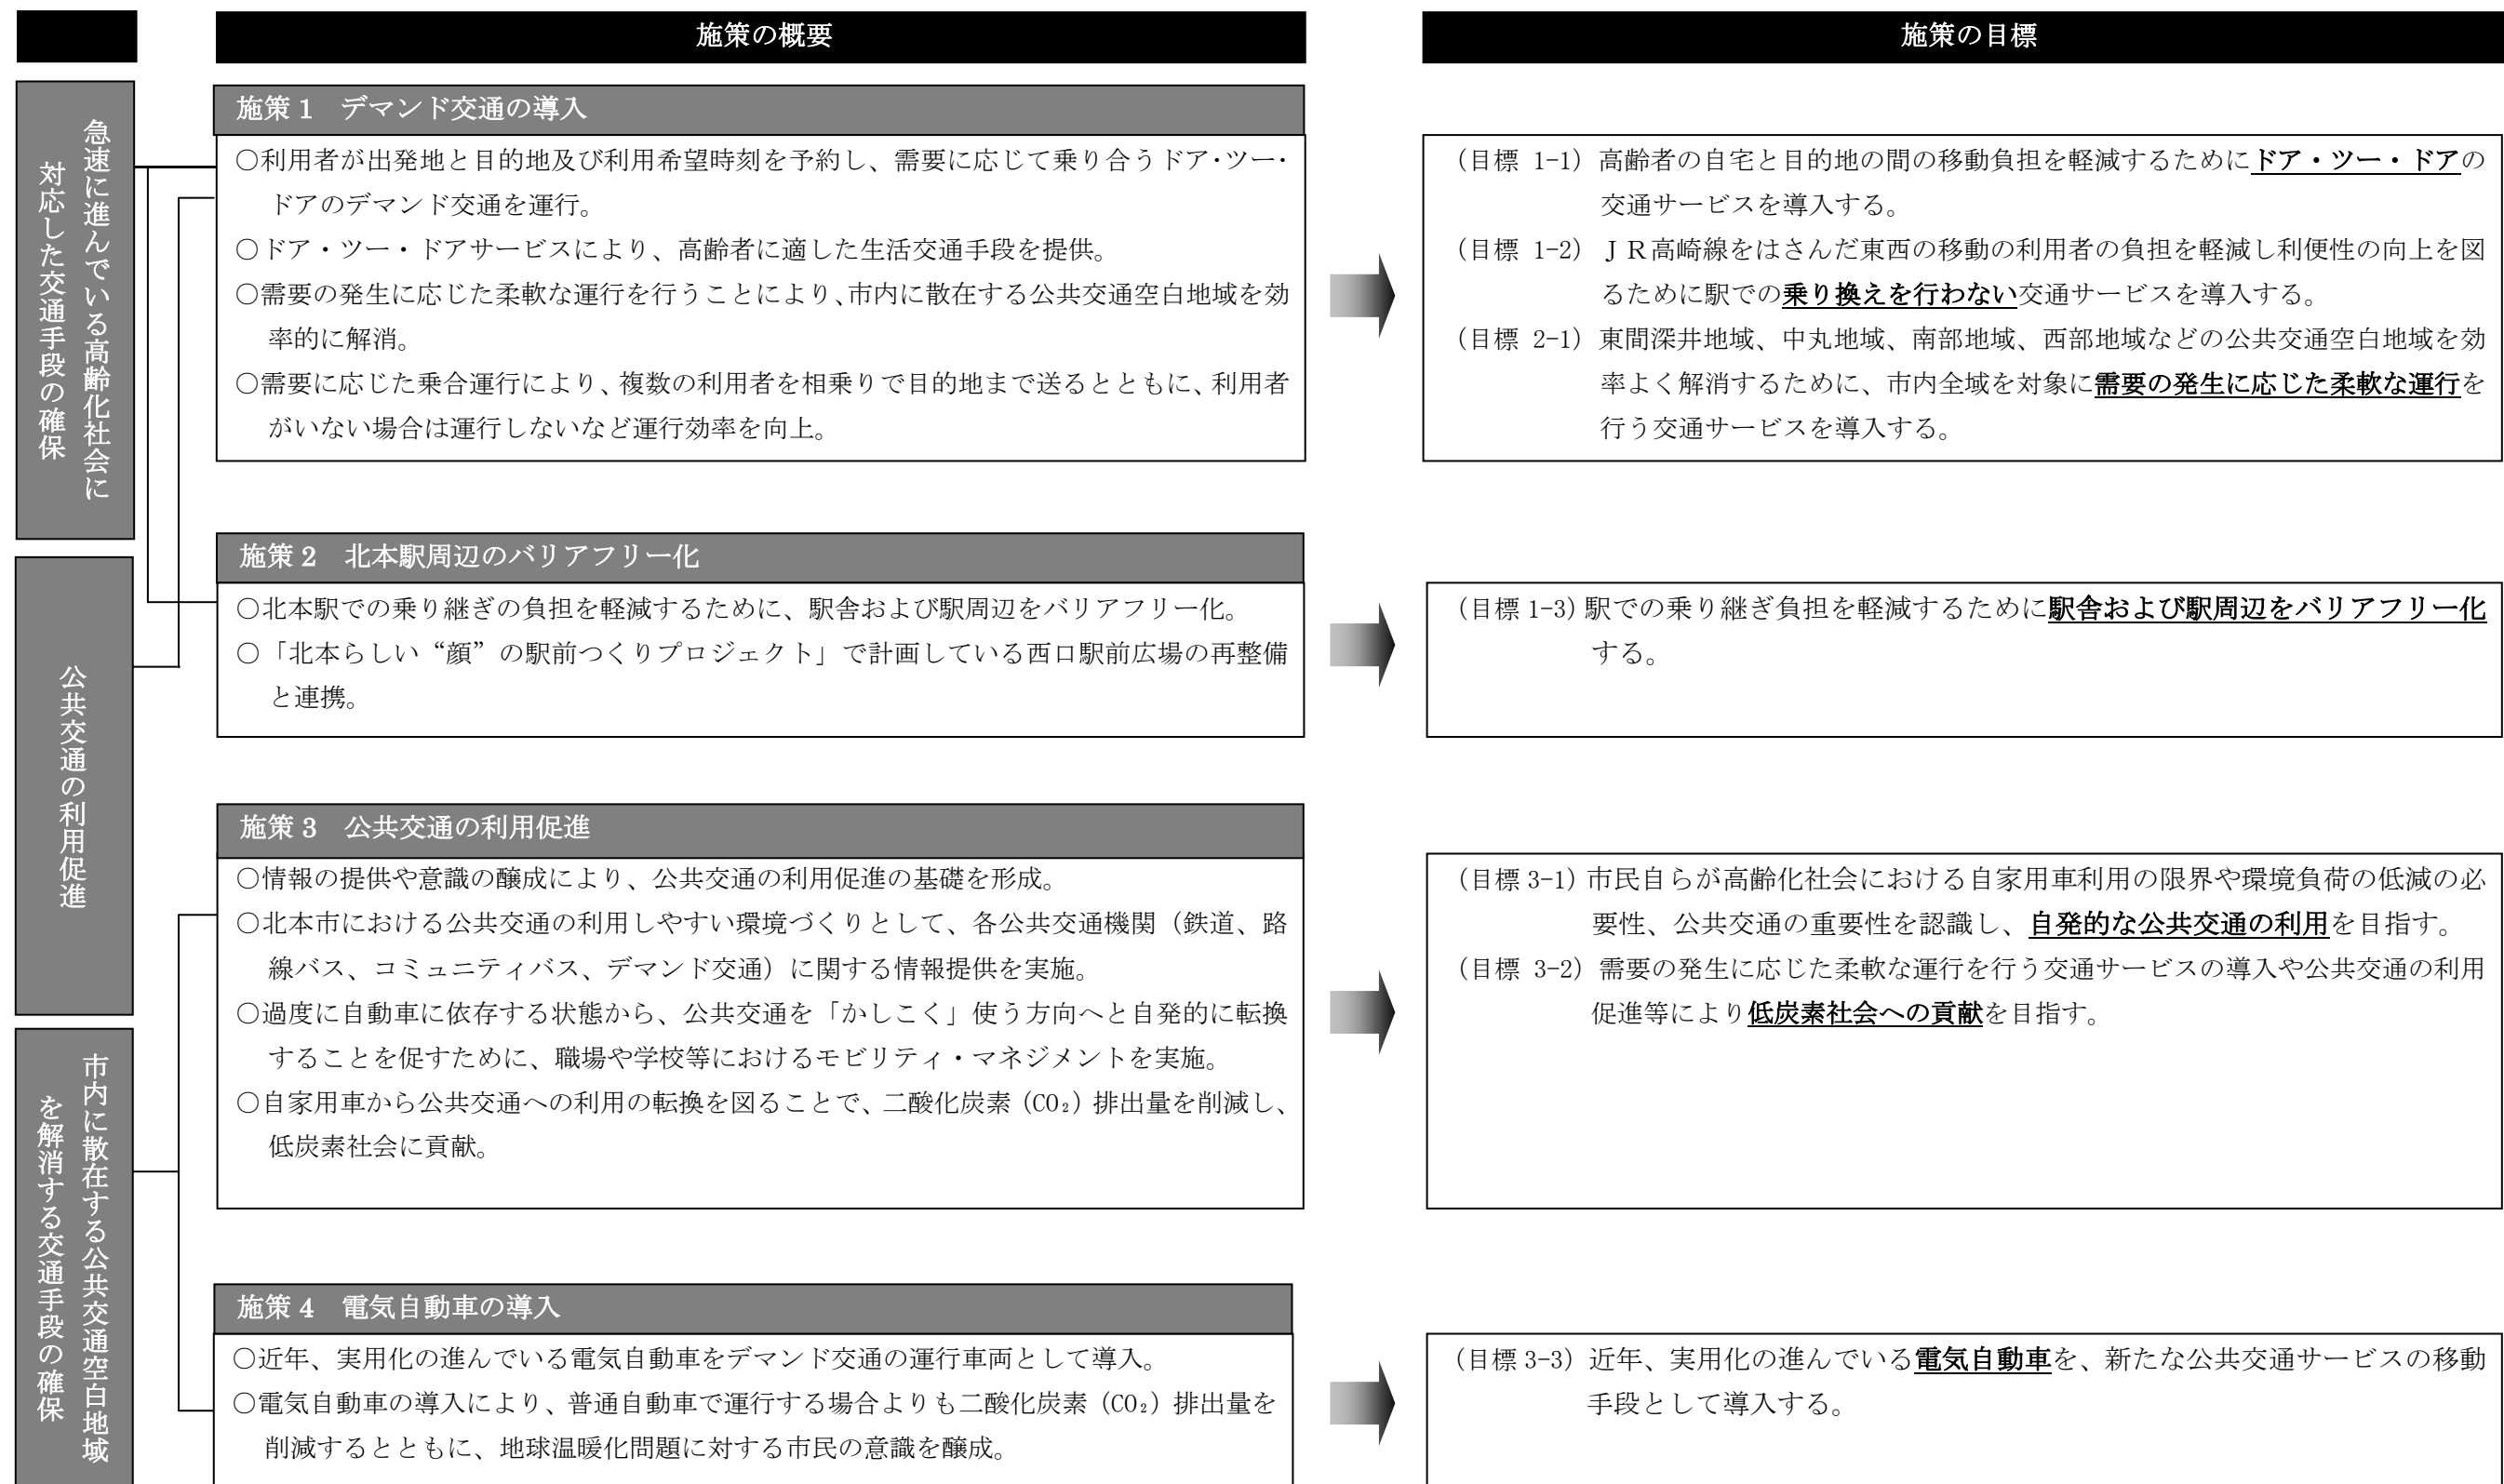 施策の概要
施策の目標
急速に進んでいる高齢化社会に
対応した交通手段の確保
施策 1　デマンド交通の導入
○利用者が出発地と目的地及び利用希望時刻を予約し、需要に応じて乗り合うドア・ツー・
ドアのデマンド交通を運行。
○ドア・ツー・ドアサービスにより、高齢者に適した生活交通手段を提供。
○需要の発生に応じた柔軟な運行を行うことにより、市内に散在する公共交通空白地域を効
率的に解消。
○需要に応じた乗合運行により、複数の利用者を相乗りで目的地まで送るとともに、利用者
がいない場合は運行しないなど運行効率を向上。
（目標 1-1）高齢者の自宅と目的地の間の移動負担を軽減するためにドア・ツー・ドアの
交通サービスを導入する。
（目標 1-2）ＪＲ高崎線をはさんだ東西の移動の利用者の負担を軽減し利便性の向上を図
るために駅での乗り換えを行わない交通サービスを導入する。
（目標 2-1）東間深井地域、中丸地域、南部地域、西部地域などの公共交通空白地域を効
率よく解消するために、市内全域を対象に需要の発生に応じた柔軟な運行を
行う交通サービスを導入する。
公共交通の利用促進
施策 2　北本駅周辺のバリアフリー化
○北本駅での乗り継ぎの負担を軽減するために、駅舎および駅周辺をバリアフリー化。
○「北本らしい“顔”の駅前つくりプロジェクト」で計画している西口駅前広場の再整備
と連携。
（目標 1-3）駅での乗り継ぎ負担を軽減するために駅舎および駅周辺をバリアフリー化
する。
施策 3　公共交通の利用促進
○情報の提供や意識の醸成により、公共交通の利用促進の基礎を形成。
○北本市における公共交通の利用しやすい環境づくりとして、各公共交通機関（鉄道、路
線バス、コミュニティバス、デマンド交通）に関する情報提供を実施。
○過度に自動車に依存する状態から、公共交通を「かしこく」使う方向へと自発的に転換
することを促すために、職場や学校等におけるモビリティ・マネジメントを実施。
○自家用車から公共交通への利用の転換を図ることで、二酸化炭素（CO₂）排出量を削減し、
低炭素社会に貢献。
（目標 3-1）市民自らが高齢化社会における自家用車利用の限界や環境負荷の低減の必
要性、公共交通の重要性を認識し、自発的な公共交通の利用を目指す。
（目標 3-2）需要の発生に応じた柔軟な運行を行う交通サービスの導入や公共交通の利用
促進等により低炭素社会への貢献を目指す。
市内に散在する公共交通空白地域
を解消する交通手段の確保
施策 4　電気自動車の導入
○近年、実用化の進んでいる電気自動車をデマンド交通の運行車両として導入。
○電気自動車の導入により、普通自動車で運行する場合よりも二酸化炭素（CO₂）排出量を
削減するとともに、地球温暖化問題に対する市民の意識を醸成。
（目標 3-3）近年、実用化の進んでいる電気自動車を、新たな公共交通サービスの移動
手段として導入する。